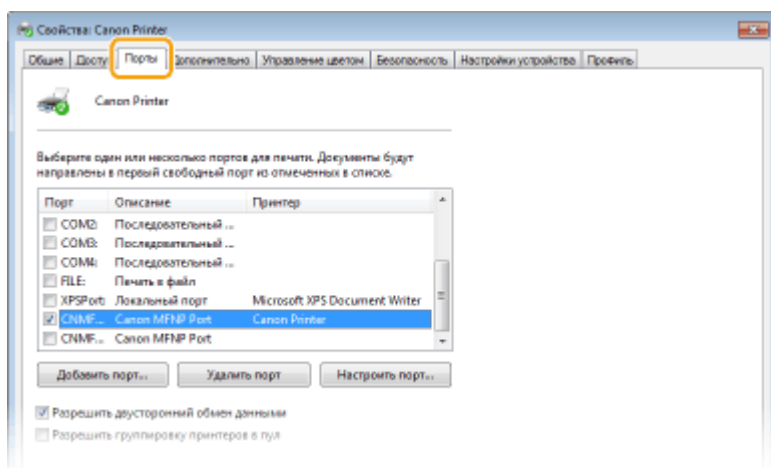 Свойства: Canon Printer
Общие Доступ Порты Дополнительно Управление цветом Безопасность Настройки устройства Профиль
Canon Printer
Выберите один или несколько портов для печати. Документы будут
направлены в первый свободный порт из отмеченных в списке.
Порт Описание Принтер
COM2: Последовательный ...
COM3: Последовательный ...
COM4: Последовательный ...
FILE: Печать в файл
XPSPort: Локальный порт Microsoft XPS Document Writer
CNMF... Canon MFNP Port Canon Printer
CNMF... Canon MFNP Port
Добавить порт... Удалить порт Настроить порт...
Разрешить двусторонний обмен данными
Разрешить группировку принтеров в пул